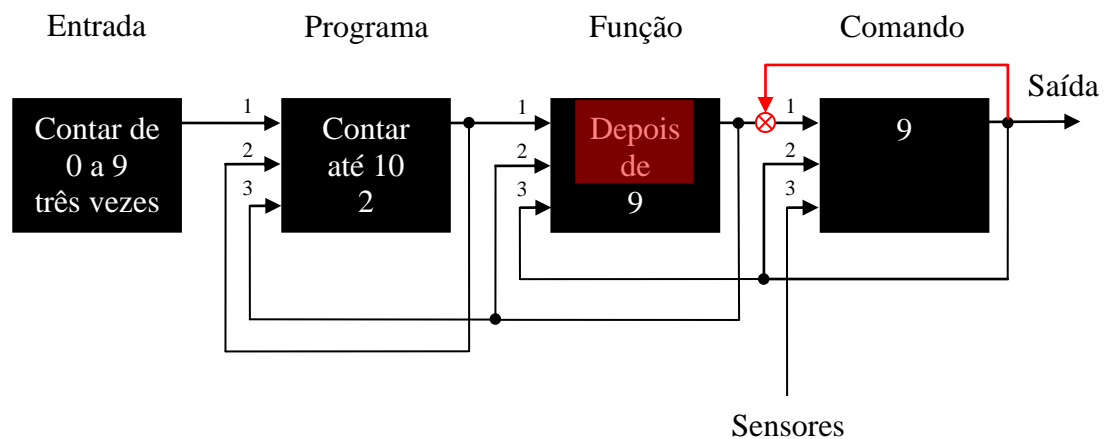 Entrada
Programa
Função
Comando
Saída
Contar de
0 a 9
três vezes
1
2
3
Contar
até 10
2
1
2
3
Depois
de
9
1
2
3
9
Sensores